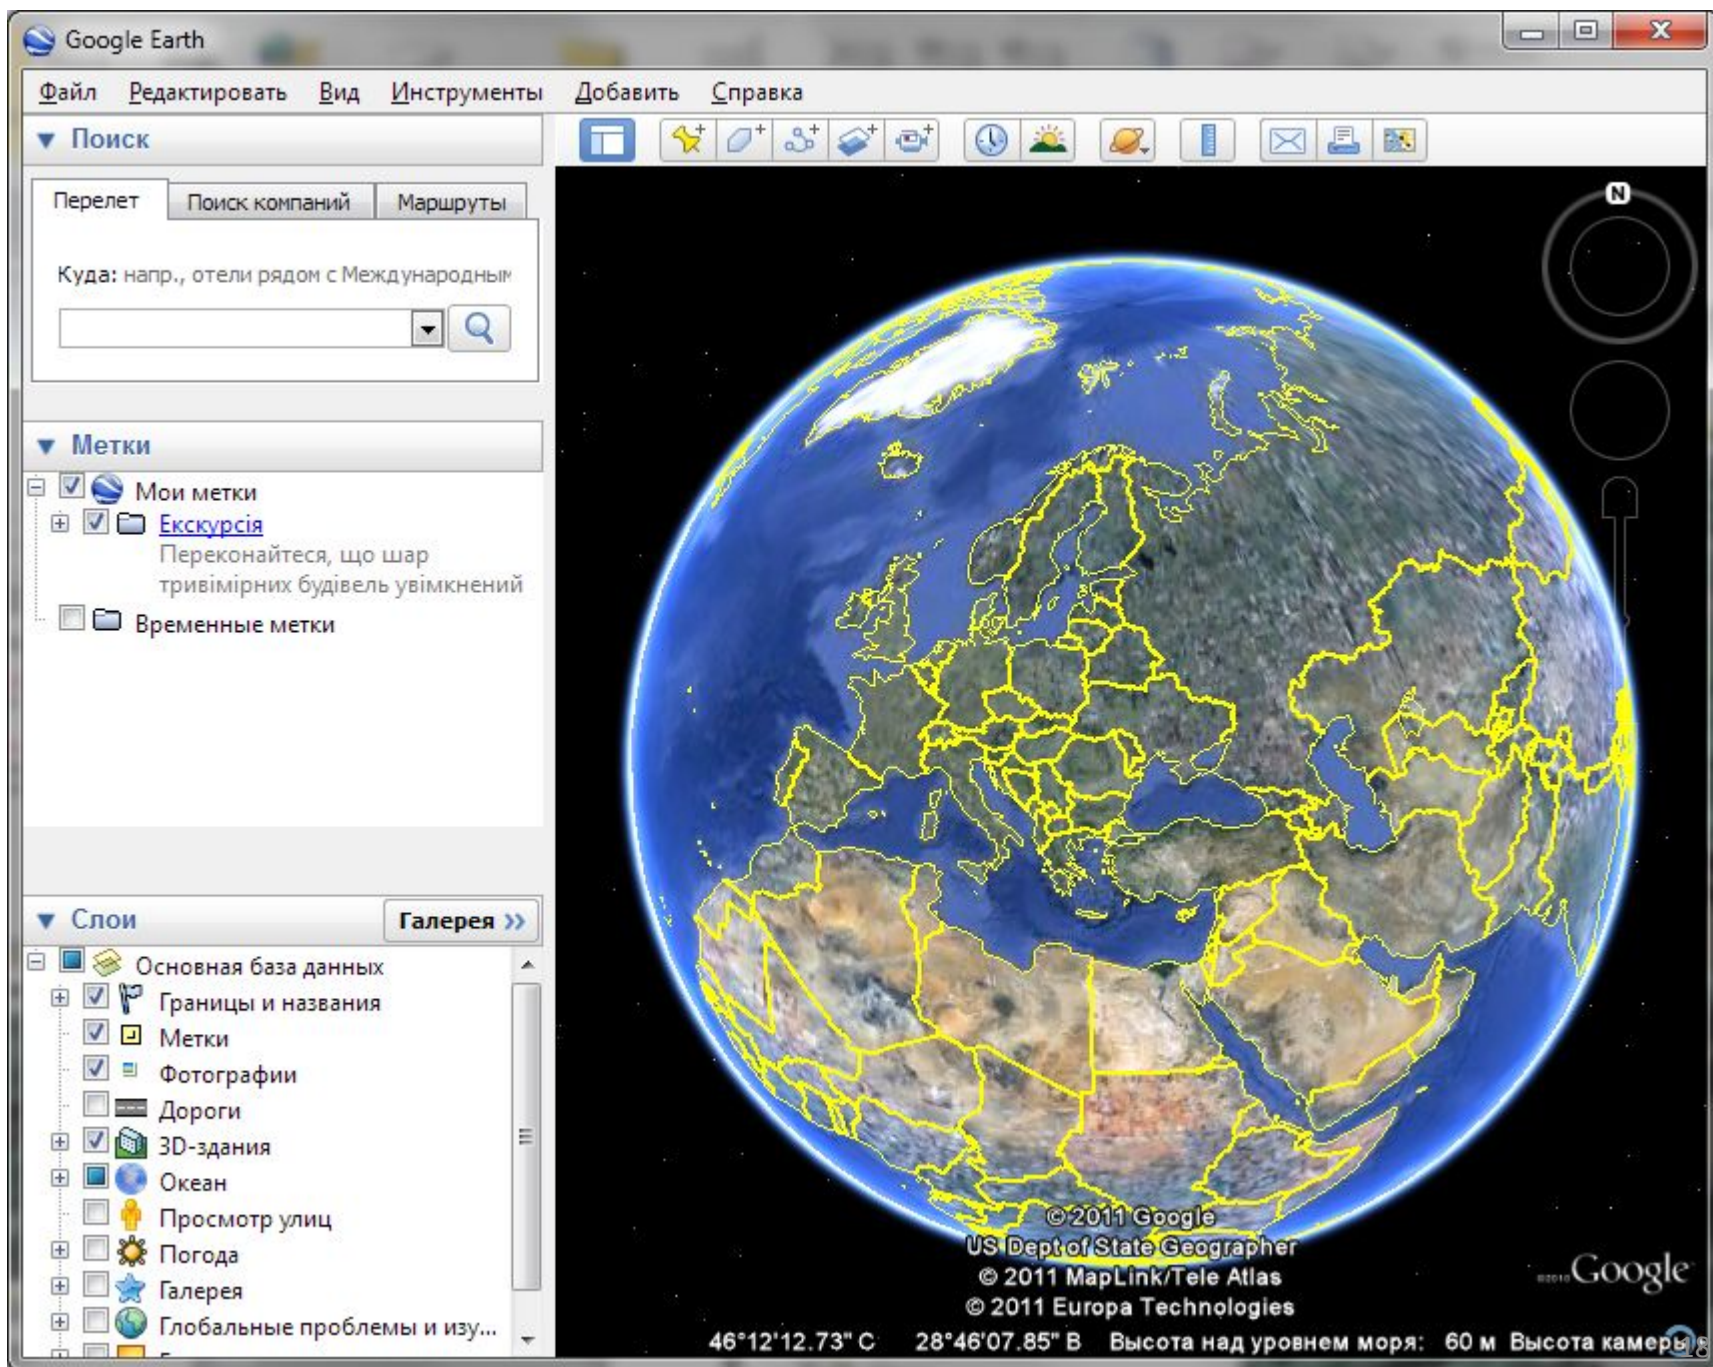 Google Earth
Файл Редактировать Вид Инструменты Добавить Справка
Поиск
Перелет Поиск компаний Маршруты
Куда: напр., отели рядом с Международным
Метки
Мои метки
Екскурсія
Переконайтеся, що шар
тривімірних будівель увімкнений
Временные метки
Слои
Галерея »
Основная база данных
Границы и названия
Метки
Фотографии
Дороги
3D-здания
Океан
Просмотр улиц
Погода
Галерея
Глобальные проблемы и изу...
N
© 2011 Google
US Dept of State Geographer
© 2011 MapLink/Tele Atlas
© 2011 Europa Technologies
©2010 Google
46°12'12.73" С 28°46'07.85" В Высота над уровнем моря: 60 м Высота камеры
18